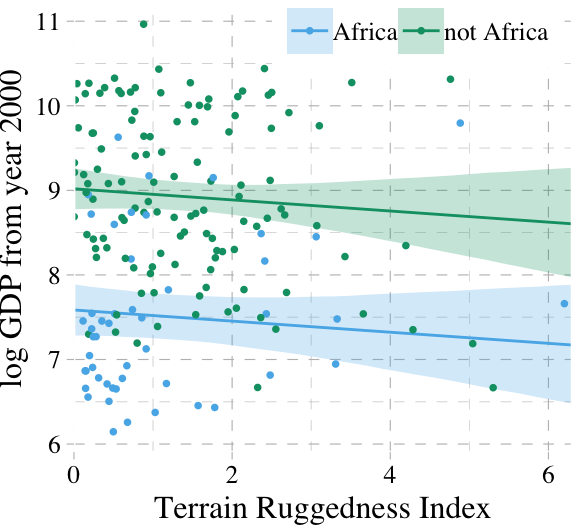 Africa not Africa
11
10
9
8
7
6
0 2 4 6
log GDP from year 2000
Terrain Ruggedness Index